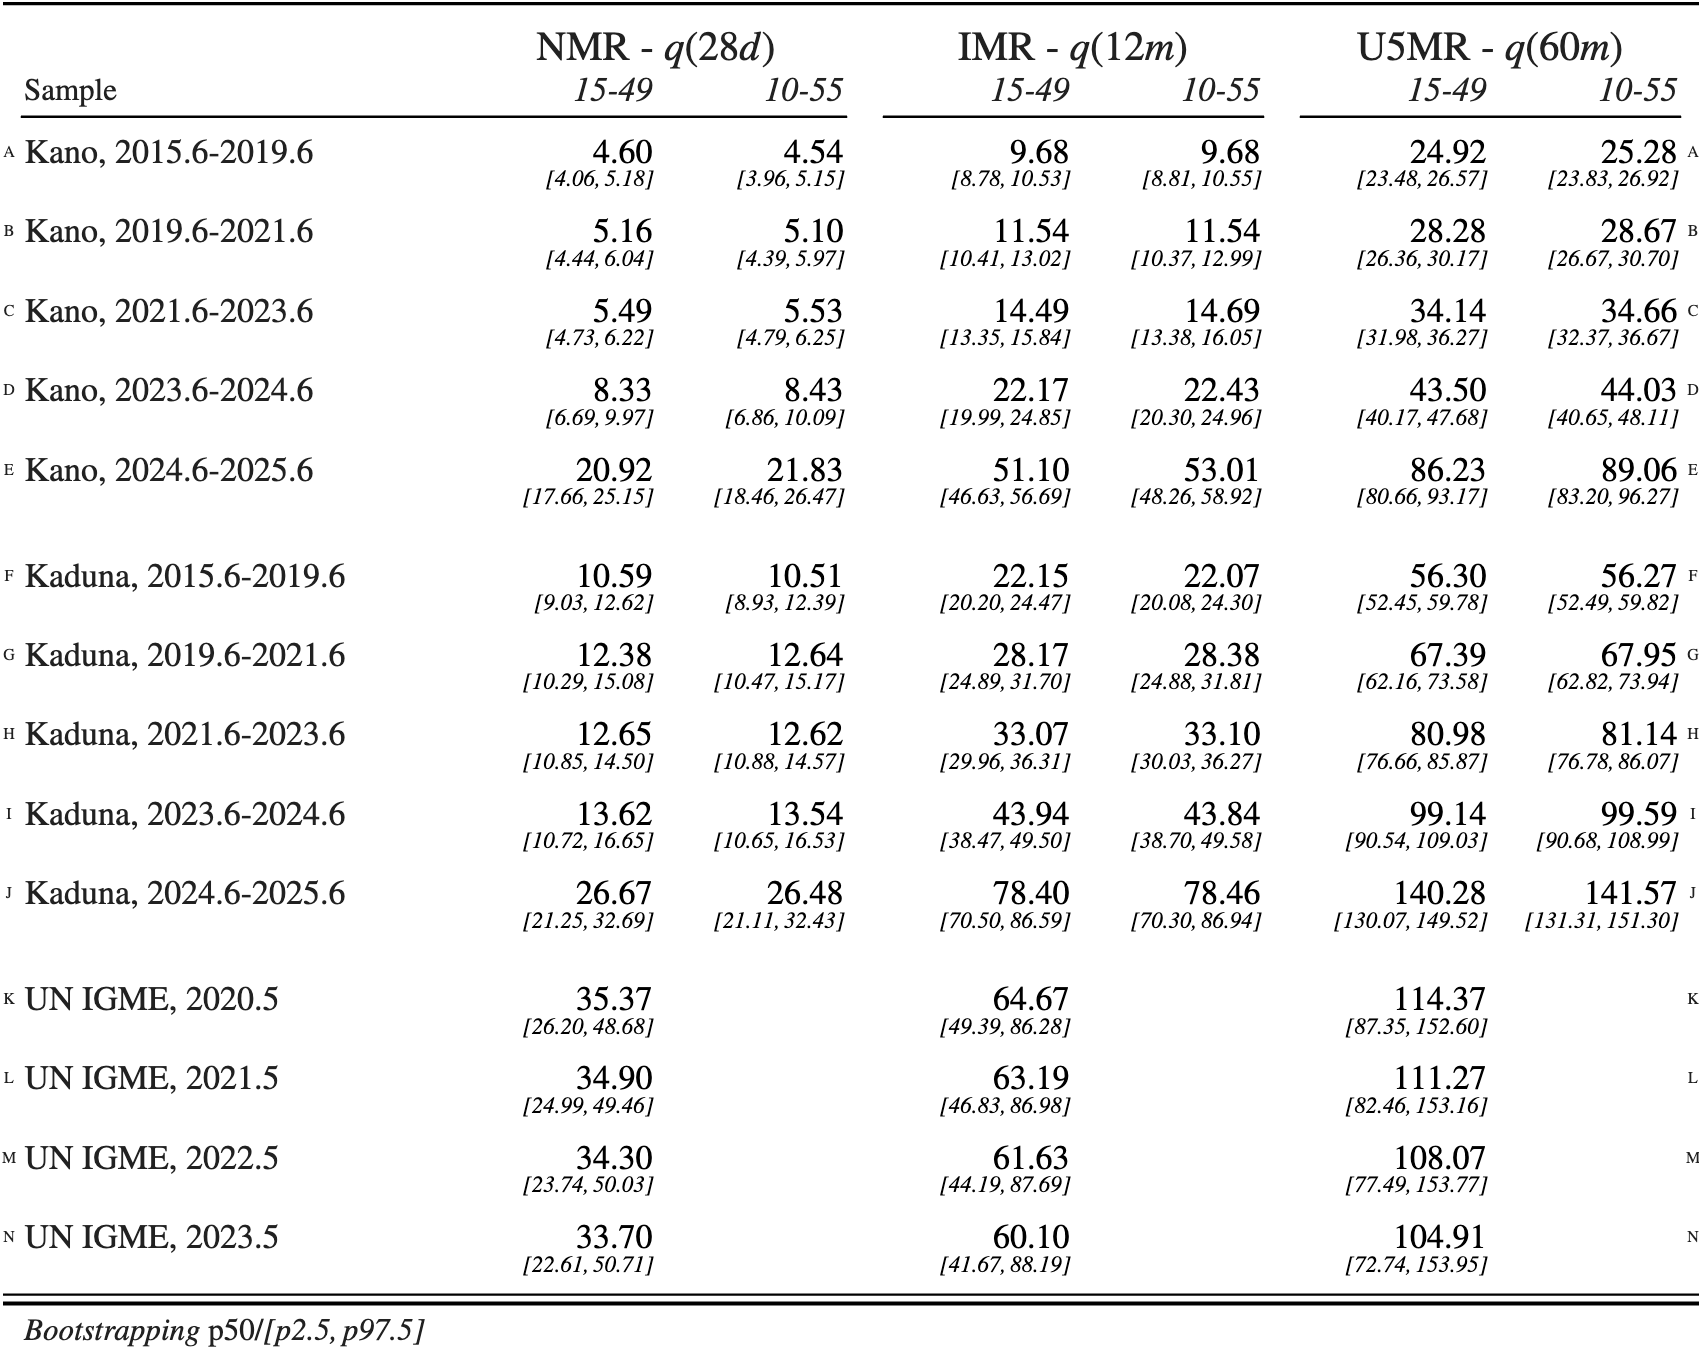 NMR - q(28d) IMR - q(12m) U5MR - q(60m)
Sample 15-49 10-55 15-49 10-55 15-49 10-55
A Kano, 2015.6-2019.6 4.60 4.54 9.68 9.68 24.92 25.28 A
[4.06, 5.18] [3.96, 5.15] [8.78, 10.53] [8.81, 10.55] [23.48, 26.57] [23.83, 26.92]
B Kano, 2019.6-2021.6 5.16 5.10 11.54 11.54 28.28 28.67 B
[4.44, 6.04] [4.39, 5.97] [10.41, 13.02] [10.37, 12.99] [26.36, 30.17] [26.67, 30.70]
C Kano, 2021.6-2023.6 5.49 5.53 14.49 14.69 34.14 34.66 C
[4.73, 6.22] [4.79, 6.25] [13.35, 15.84] [13.38, 16.05] [31.98, 36.27] [32.37, 36.67]
D Kano, 2023.6-2024.6 8.33 8.43 22.17 22.43 43.50 44.03 D
[6.69, 9.97] [6.86, 10.09] [19.99, 24.85] [20.30, 24.96] [40.17, 47.68] [40.65, 48.11]
E Kano, 2024.6-2025.6 20.92 21.83 51.10 53.01 86.23 89.06 E
[17.66, 25.15] [18.46, 26.47] [46.63, 56.69] [48.26, 58.92] [80.66, 93.17] [83.20, 96.27]
F Kaduna, 2015.6-2019.6 10.59 10.51 22.15 22.07 56.30 56.27 F
[9.03, 12.62] [8.93, 12.39] [20.20, 24.47] [20.08, 24.30] [52.45, 59.78] [52.49, 59.82]
G Kaduna, 2019.6-2021.6 12.38 12.64 28.17 28.38 67.39 67.95 G
[10.29, 15.08] [10.47, 15.17] [24.89, 31.70] [24.88, 31.81] [62.16, 73.58] [62.82, 73.94]
H Kaduna, 2021.6-2023.6 12.65 12.62 33.07 33.10 80.98 81.14 H
[10.85, 14.50] [10.88, 14.57] [29.96, 36.31] [30.03, 36.27] [76.66, 85.87] [76.78, 86.07]
I Kaduna, 2023.6-2024.6 13.62 13.54 43.94 43.84 99.14 99.59 I
[10.72, 16.65] [10.65, 16.53] [38.47, 49.50] [38.70, 49.58] [90.54, 109.03] [90.68, 108.99]
J Kaduna, 2024.6-2025.6 26.67 26.48 78.40 78.46 140.28 141.57 J
[21.25, 32.69] [21.11, 32.43] [70.50, 86.59] [70.30, 86.94] [130.07, 149.52] [131.31, 151.30]
K UN IGME, 2020.5 35.37 64.67 114.37 K
[26.20, 48.68] [49.39, 86.28] [87.35, 152.60]
L UN IGME, 2021.5 34.90 63.19 111.27 L
[24.99, 49.46] [46.83, 86.98] [82.46, 153.16]
M UN IGME, 2022.5 34.30 61.63 108.07 M
[23.74, 50.03] [44.19, 87.69] [77.49, 153.77]
N UN IGME, 2023.5 33.70 60.10 104.91 N
[22.61, 50.71] [41.67, 88.19] [72.74, 153.95]
Bootstrapping p50/[p2.5, p97.5]